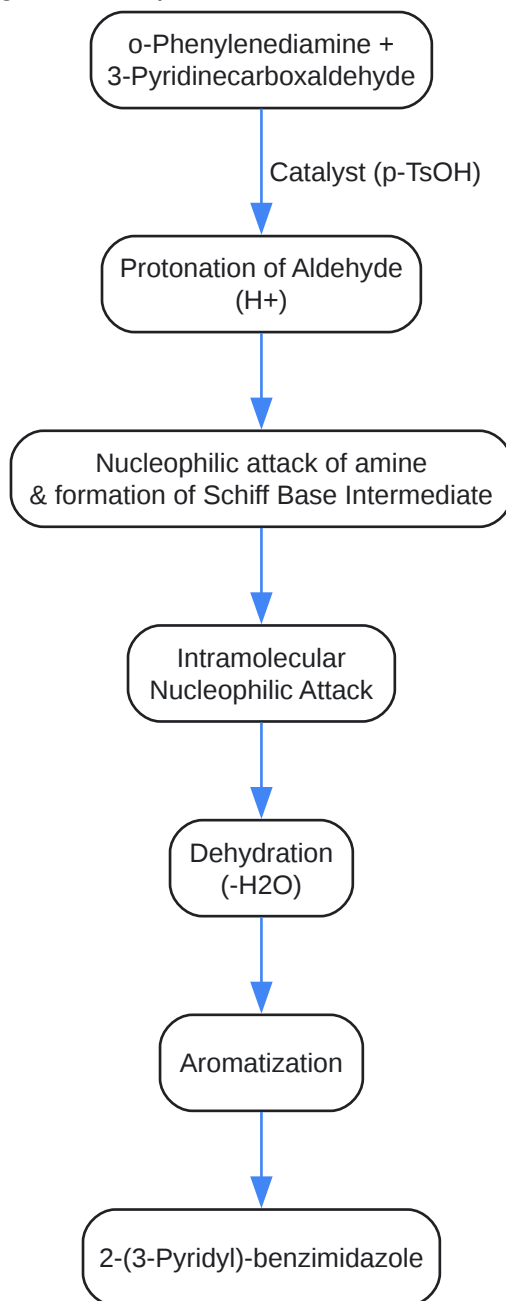 o-Phenylenediamine +
3-Pyridinecarboxaldehyde
Catalyst (p-TsOH)
Protonation of Aldehyde
(H+)
Nucleophilic attack of amine
& formation of Schiff Base Intermediate
Intramolecular
Nucleophilic Attack
Dehydration
(-H2O)
Aromatization
2-(3-Pyridyl)-benzimidazole